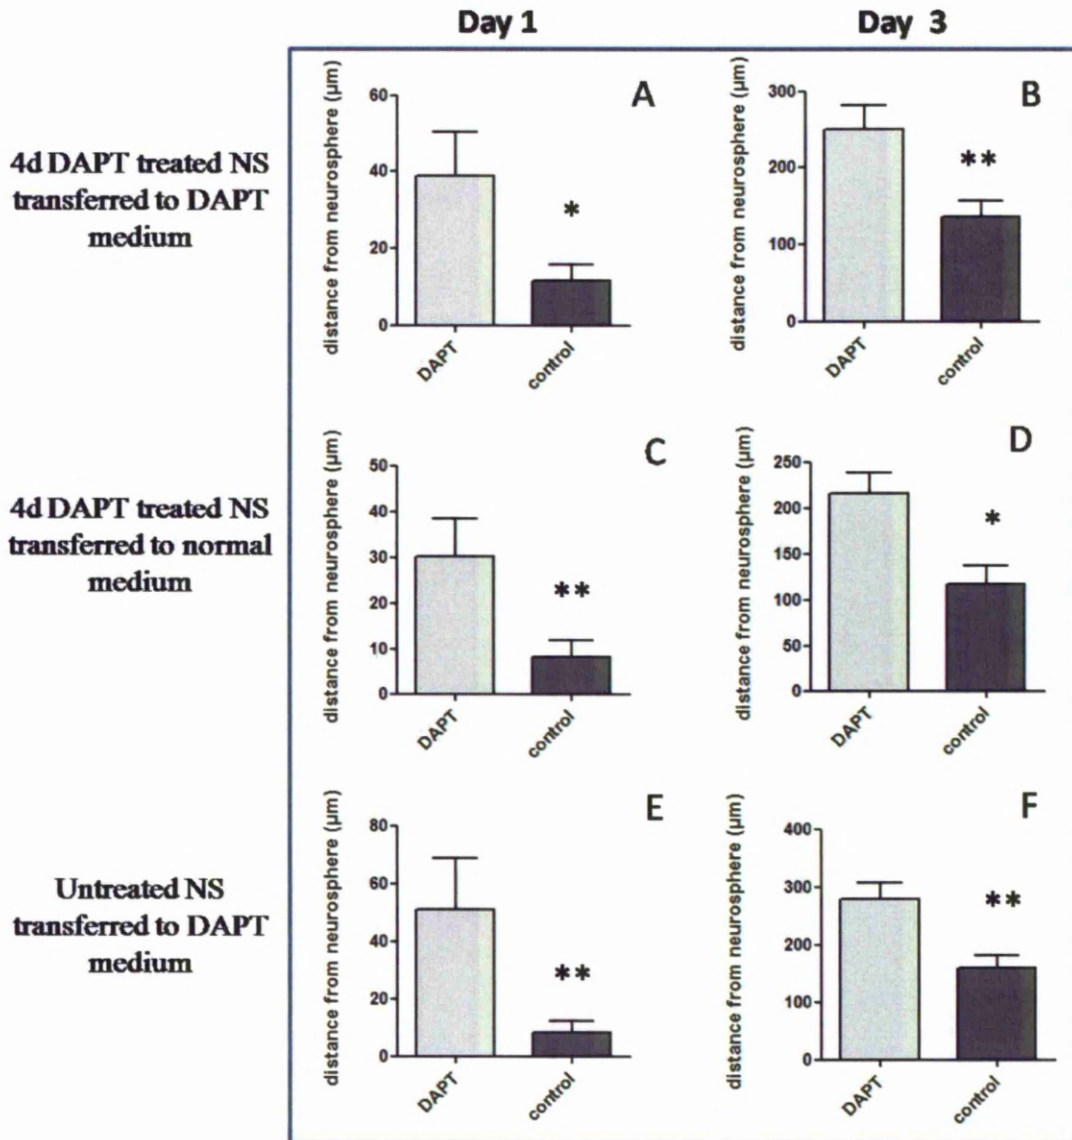 Day 1
Day 3
4d DAPT treated NS
transferred to DAPT
medium
distance from neurosphere (µm)
60
40
20
0
A
*
DAPT
control
distance from neurosphere (µm)
300
200
100
0
B
**
DAPT
control
4d DAPT treated NS
transferred to normal
medium
distance from neurosphere (µm)
50
40
30
20
10
0
C
**
DAPT
control
distance from neurosphere (µm)
250
200
150
100
50
0
D
*
DAPT
control
Untreated NS
transferred to DAPT
medium
distance from neurosphere (µm)
80
60
40
20
0
E
**
DAPT
control
distance from neurosphere (µm)
400
300
200
100
0
F
**
DAPT
control